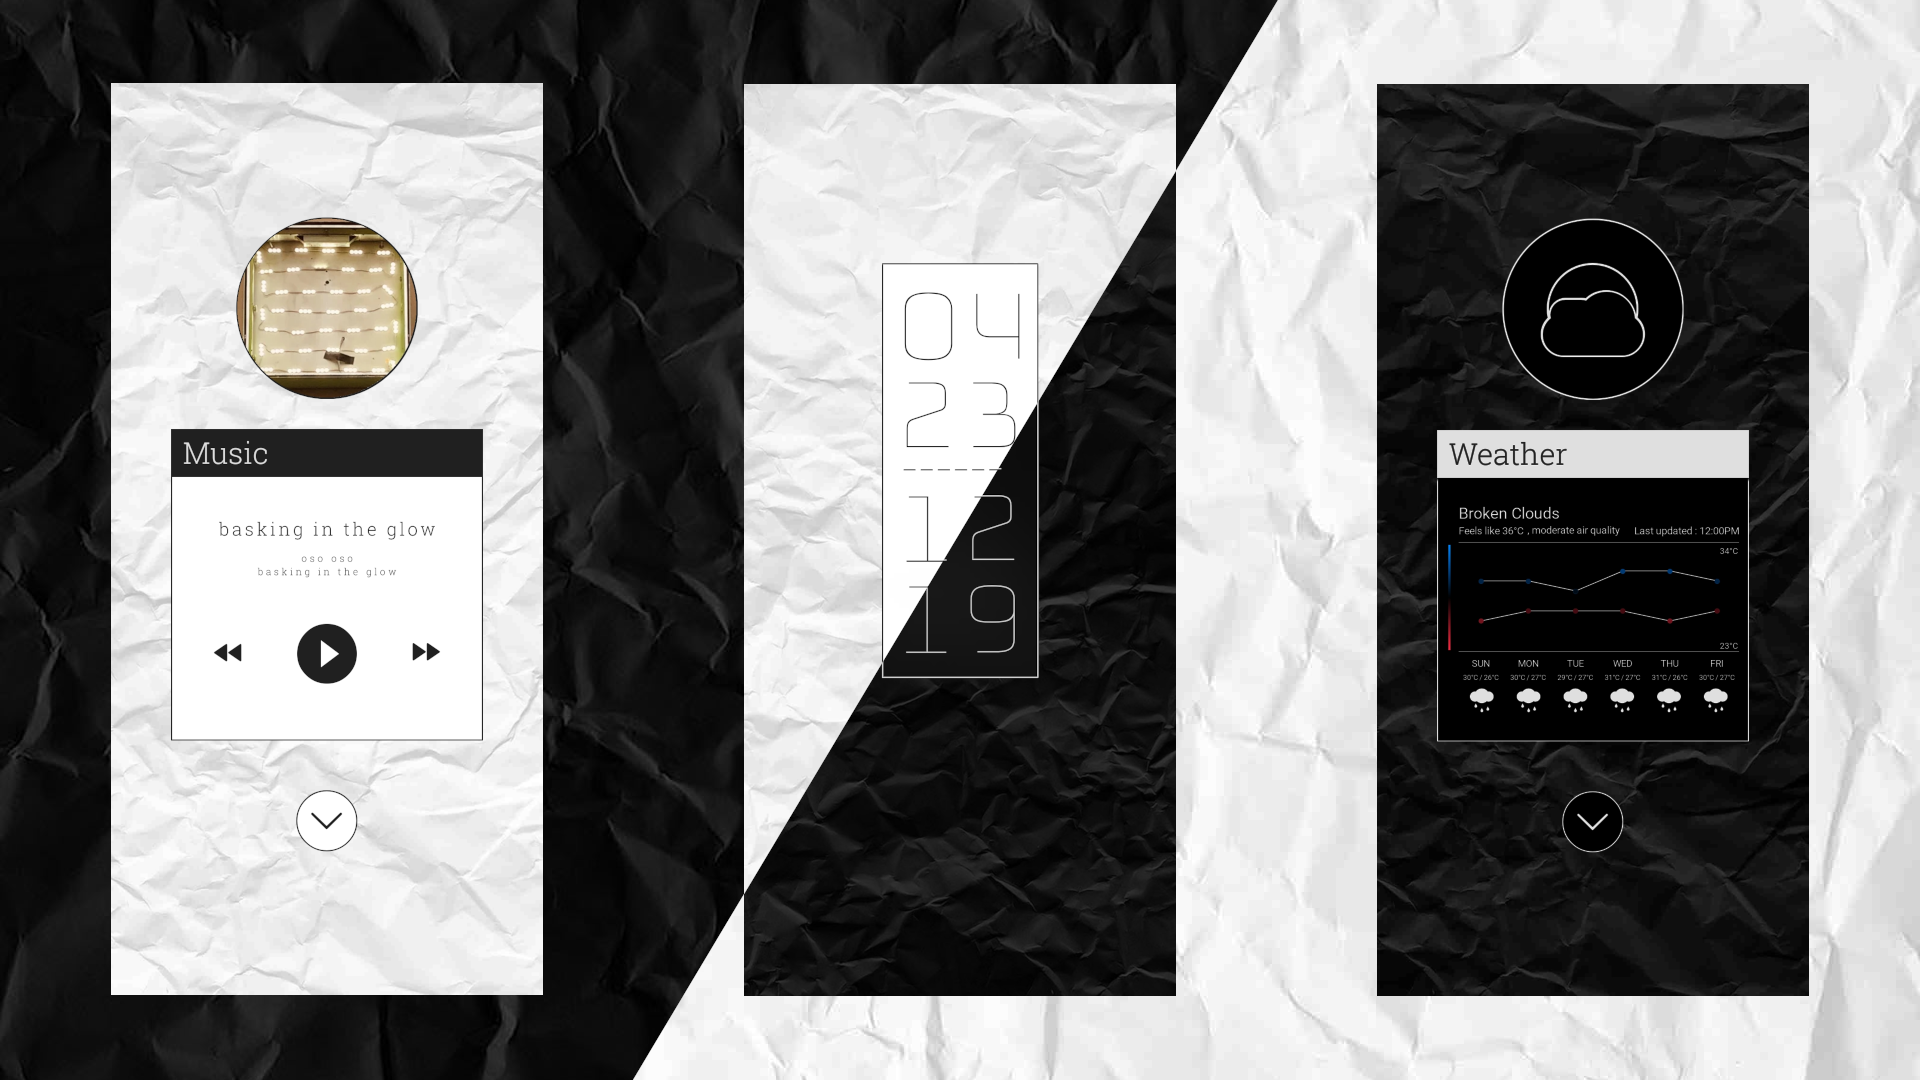 Music
basking in the glow
oso oso
basking in the glow
04
23
12
19
Weather
Broken Clouds
Feels like 36°C , moderate air quality Last updated : 12:00PM
34°C
23°C
SUN MON TUE WED THU FRI
30°C / 26°C 30°C / 27°C 29°C / 27°C 31°C / 27°C 31°C / 26°C 30°C / 27°C